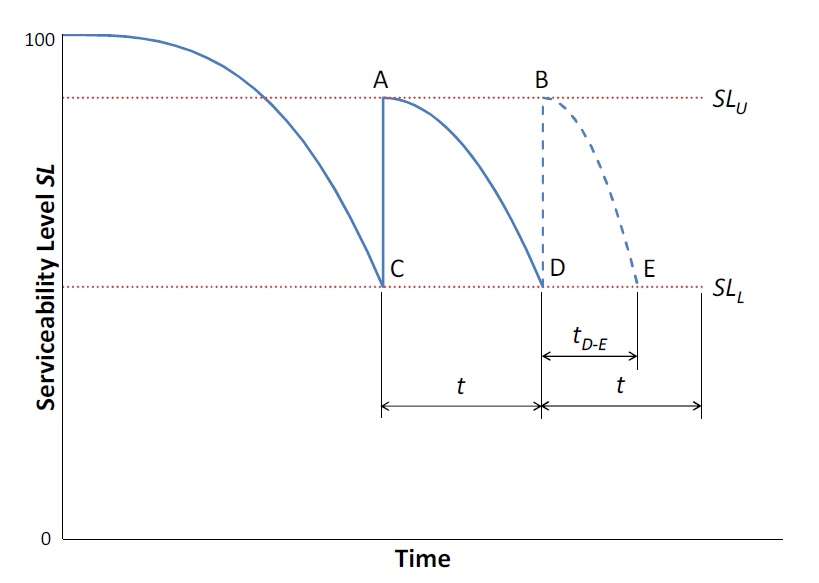 100
A
B
SLU
Serviceability Level SL
C
D
E
SLL
tD-E
t
t
0
Time